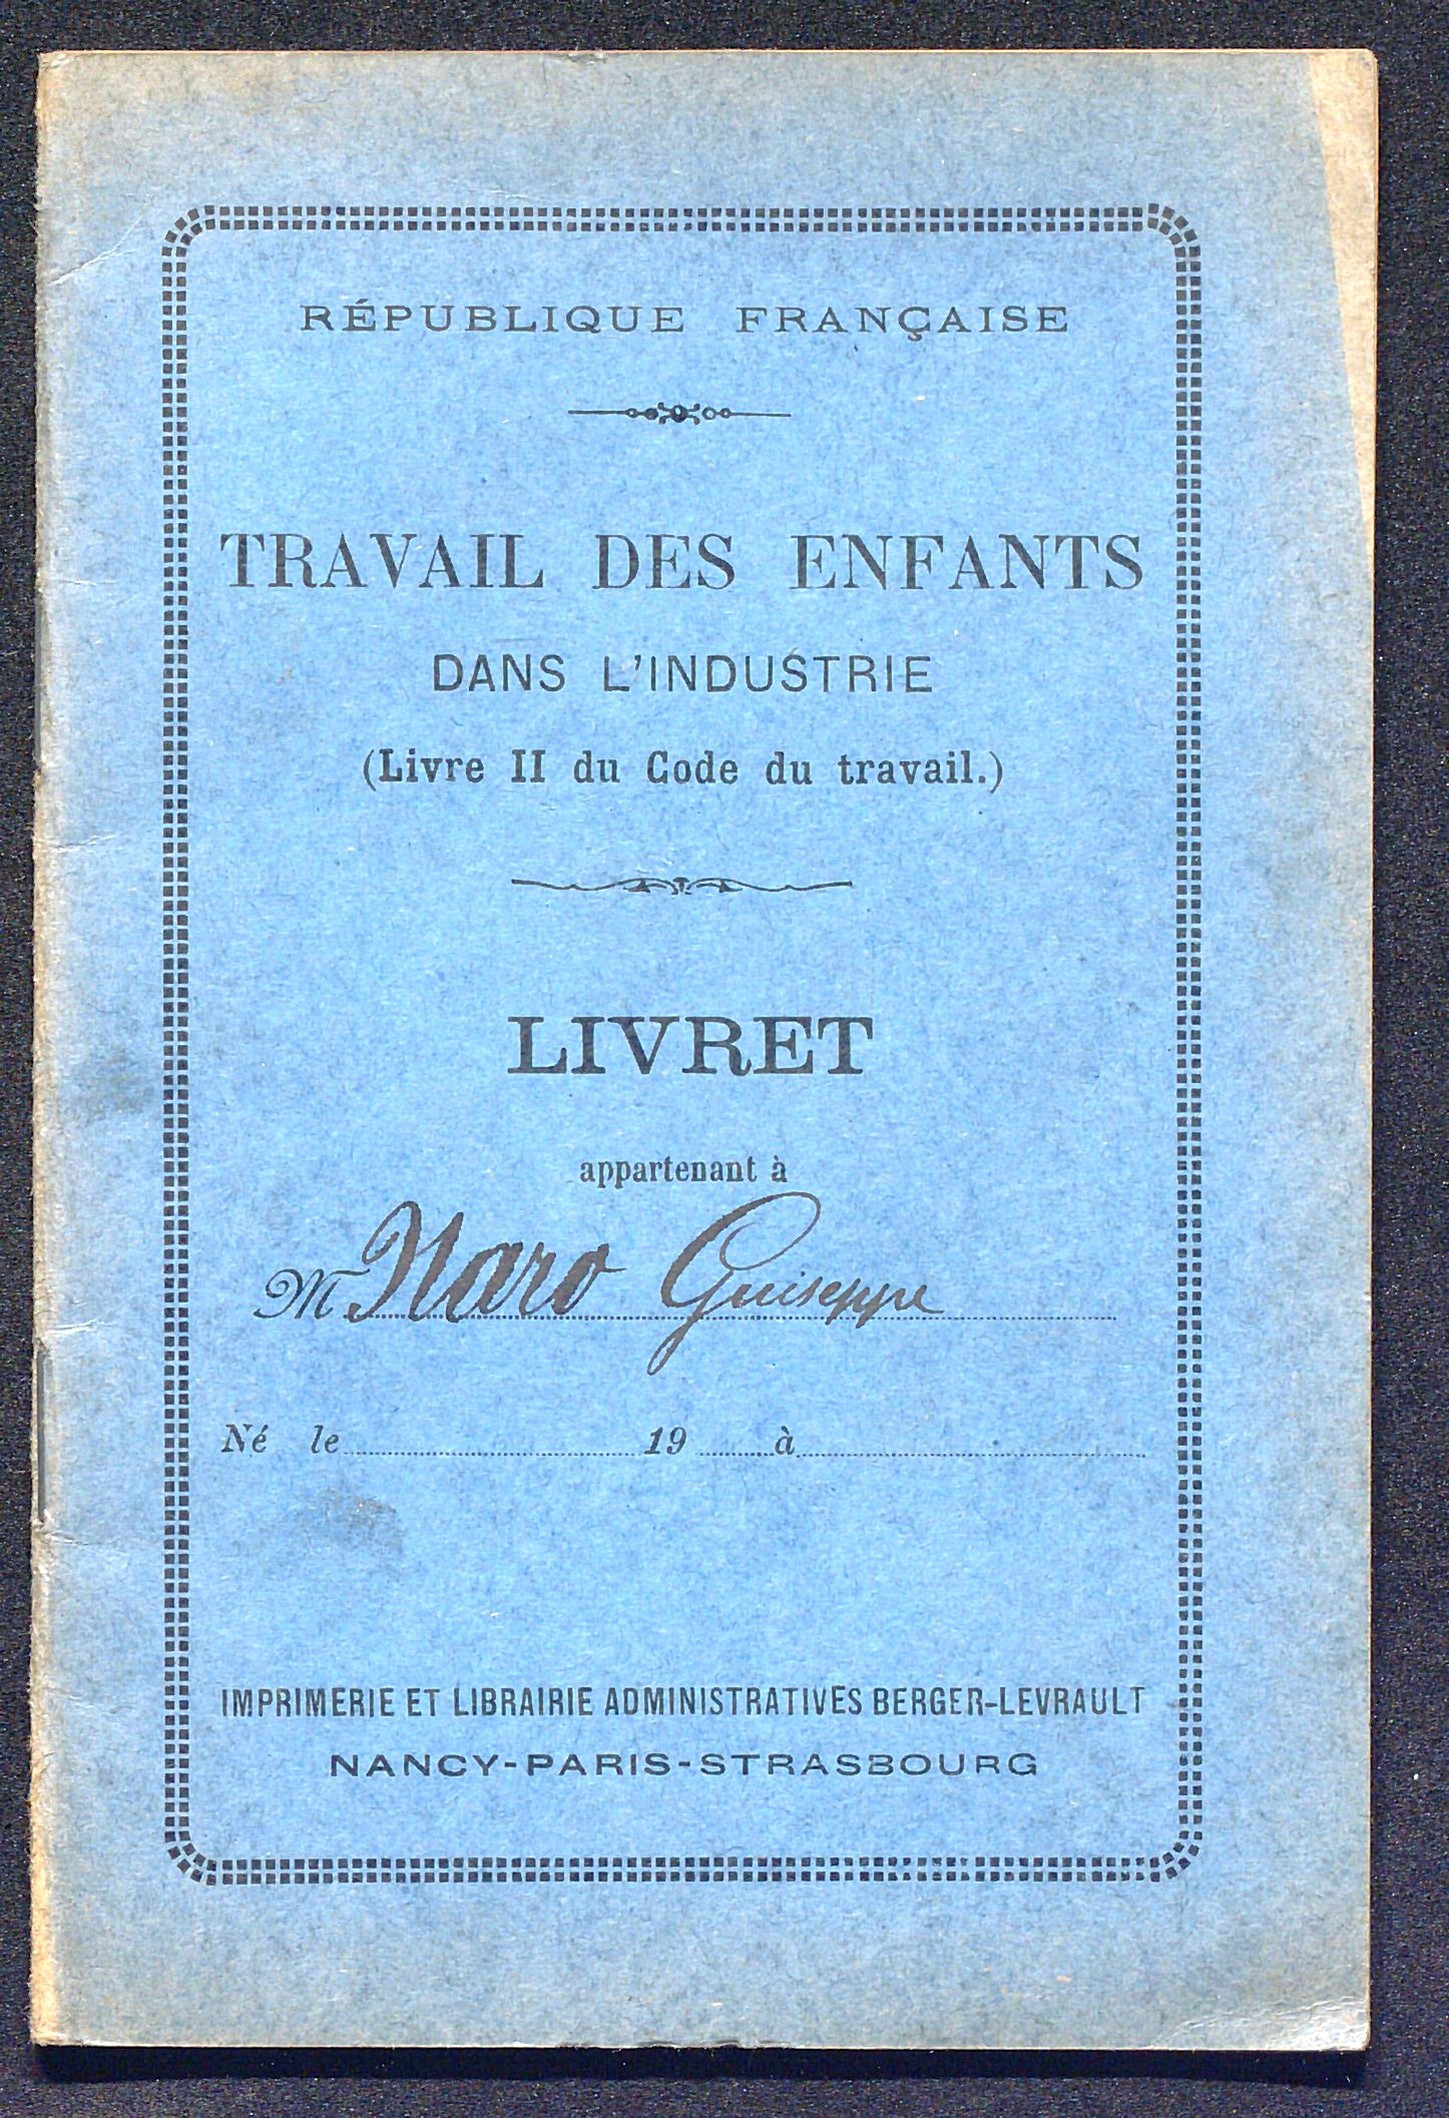 RÉPUBLIQUE FRANÇAISE
TRAVAIL DES ENFANTS
DANS L'INDUSTRIE
(Livre II du Code du travail.)
LIVRET
appartenant à
M Naro Guiseppe
Né le 19 à
IMPRIMERIE ET LIBRAIRIE ADMINISTRATIVES BERGER-LEVRAULT
NANCY-PARIS-STRASBOURG